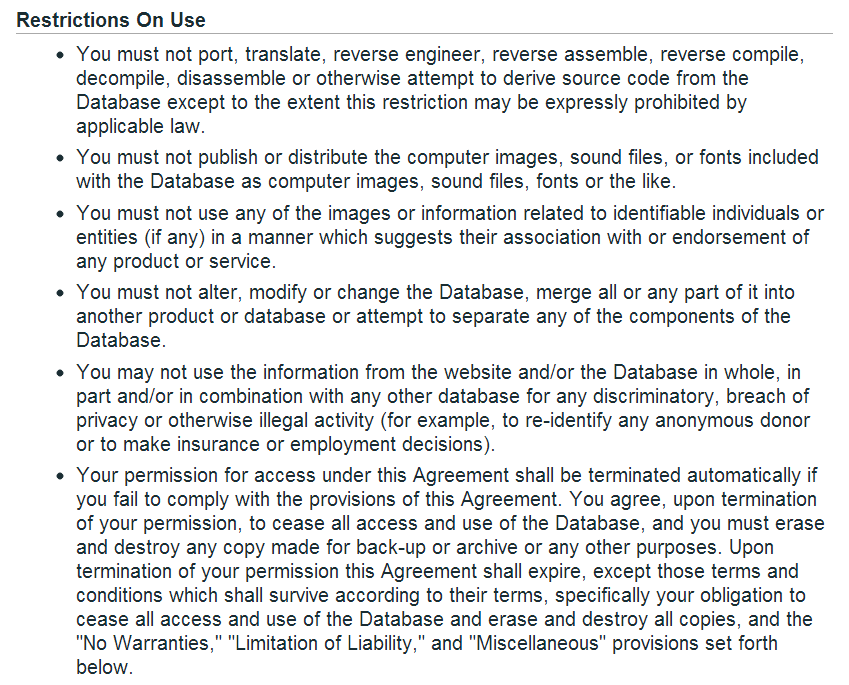 Restrictions On Use
• You must not port, translate, reverse engineer, reverse assemble, reverse compile,
decompile, disassemble or otherwise attempt to derive source code from the
Database except to the extent this restriction may be expressly prohibited by
applicable law.
• You must not publish or distribute the computer images, sound files, or fonts included
with the Database as computer images, sound files, fonts or the like.
• You must not use any of the images or information related to identifiable individuals or
entities (if any) in a manner which suggests their association with or endorsement of
any product or service.
• You must not alter, modify or change the Database, merge all or any part of it into
another product or database or attempt to separate any of the components of the
Database.
• You may not use the information from the website and/or the Database in whole, in
part and/or in combination with any other database for any discriminatory, breach of
privacy or otherwise illegal activity (for example, to re-identify any anonymous donor
or to make insurance or employment decisions).
• Your permission for access under this Agreement shall be terminated automatically if
you fail to comply with the provisions of this Agreement. You agree, upon termination
of your permission, to cease all access and use of the Database, and you must erase
and destroy any copy made for back-up or archive or any other purposes. Upon
termination of your permission this Agreement shall expire, except those terms and
conditions which shall survive according to their terms, specifically your obligation to
cease all access and use of the Database and erase and destroy all copies, and the
"No Warranties," "Limitation of Liability," and "Miscellaneous" provisions set forth
below.